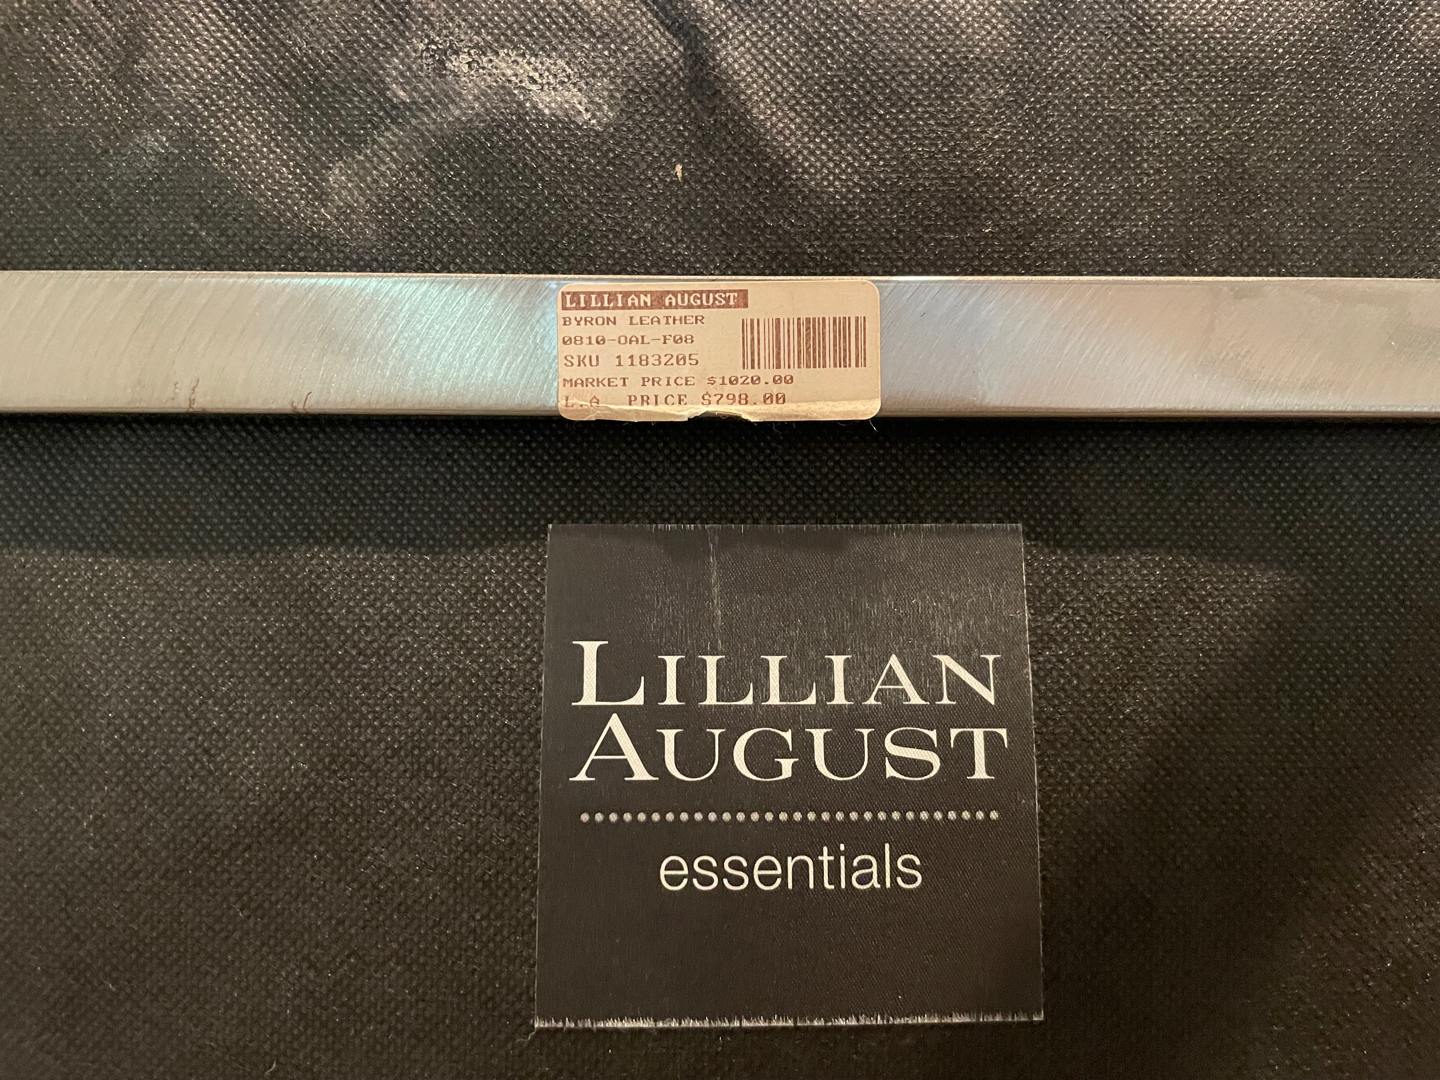 LILLIAN AUGUST
BYRON LEATHER
0810-OAL-F08
SKU 1183205
MARKET PRICE $1020.00
L.A PRICE $798.00
LILLIAN
AUGUST
essentials